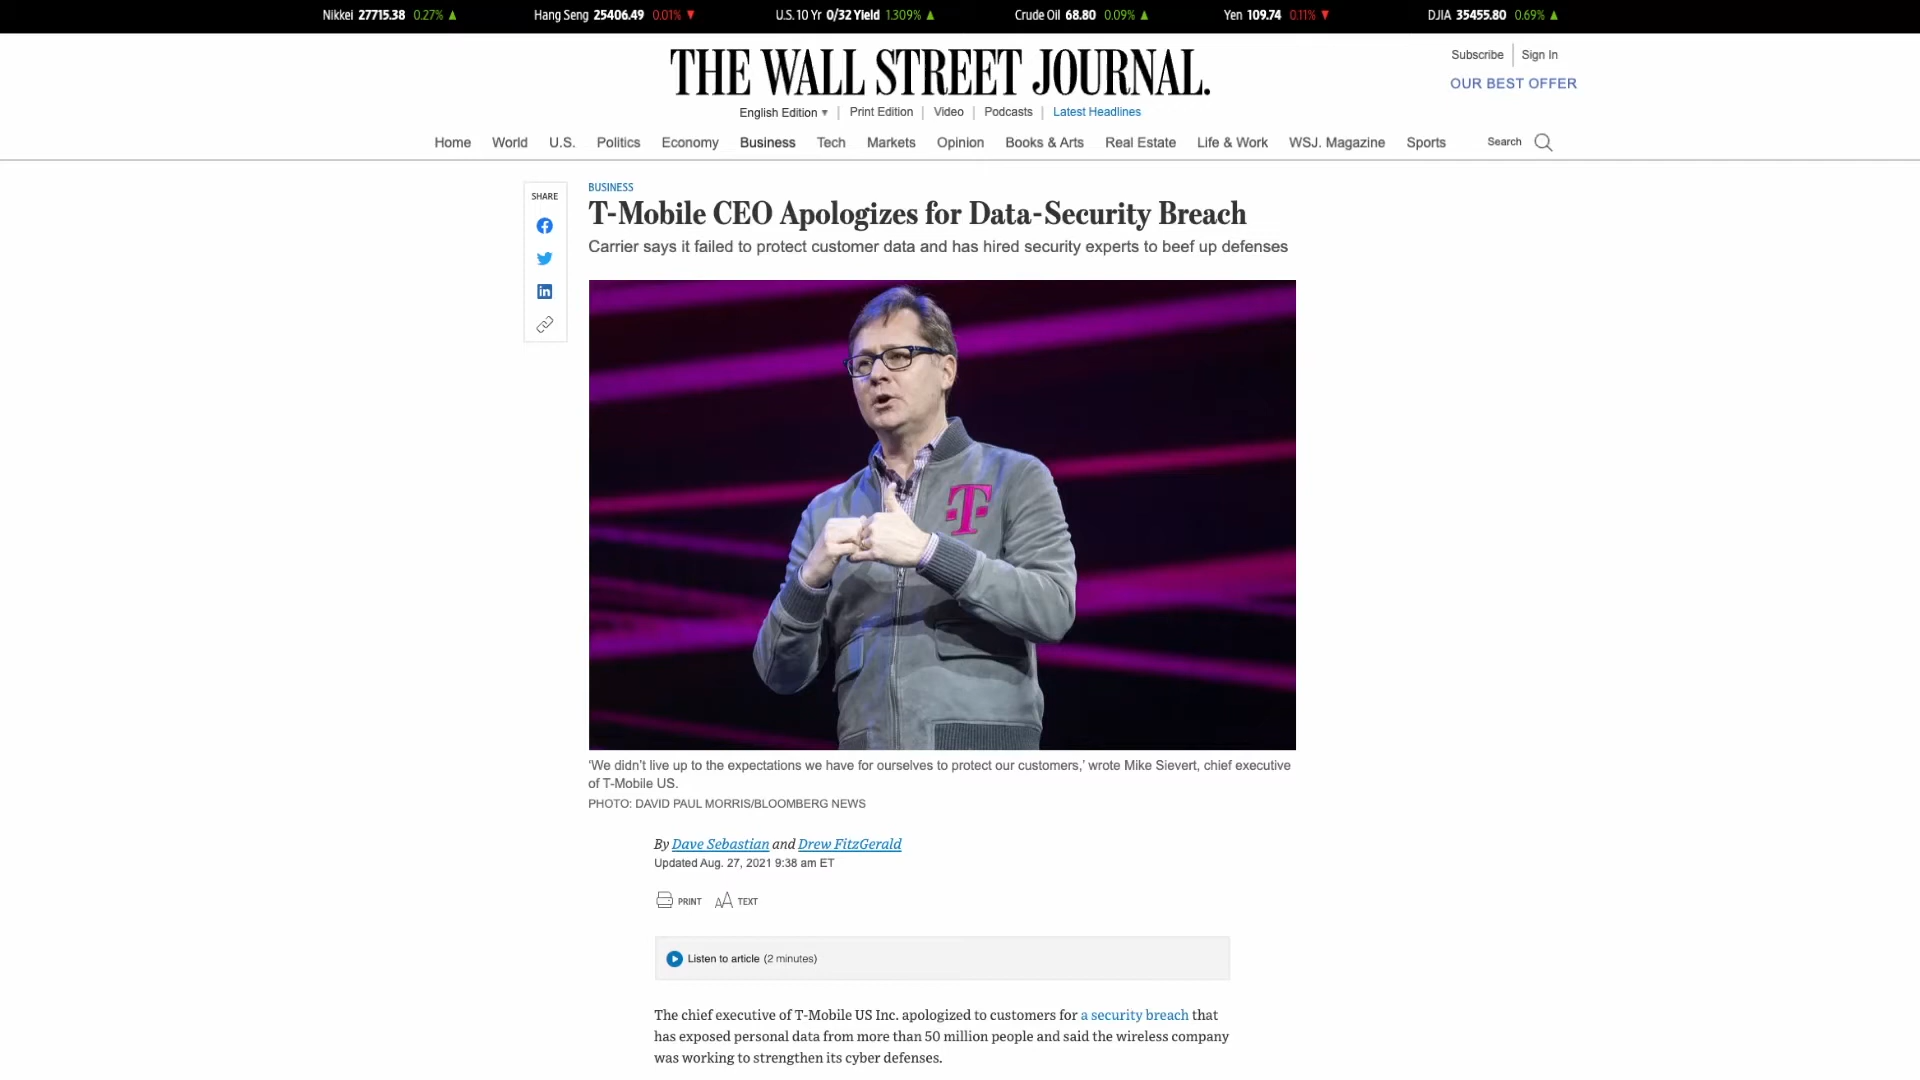 Nikkei 27715.38 0.27% ▲ Hang Seng 25406.49 0.01% ▼ U.S. 10 Yr 0/32 Yield 1.309% ▲ Crude Oil 68.80 0.09% ▲ Yen 109.74 0.11% ▼ DJIA 35455.80 0.69% ▲
THE WALL STREET JOURNAL.
Subscribe | Sign In
OUR BEST OFFER
English Edition ▼ | Print Edition | Video | Podcasts | Latest Headlines
Home World U.S. Politics Economy Business Tech Markets Opinion Books & Arts Real Estate Life & Work WSJ. Magazine Sports Search
SHARE
BUSINESS
T-Mobile CEO Apologizes for Data-Security Breach
Carrier says it failed to protect customer data and has hired security experts to beef up defenses
T
‘We didn’t live up to the expectations we have for ourselves to protect our customers,’ wrote Mike Sievert, chief executive
of T-Mobile US.
PHOTO: DAVID PAUL MORRIS/BLOOMBERG NEWS
By Dave Sebastian and Drew FitzGerald
Updated Aug. 27, 2021 9:38 am ET
PRINT AA TEXT
Listen to article (2 minutes)
The chief executive of T-Mobile US Inc. apologized to customers for a security breach that
has exposed personal data from more than 50 million people and said the wireless company
was working to strengthen its cyber defenses.